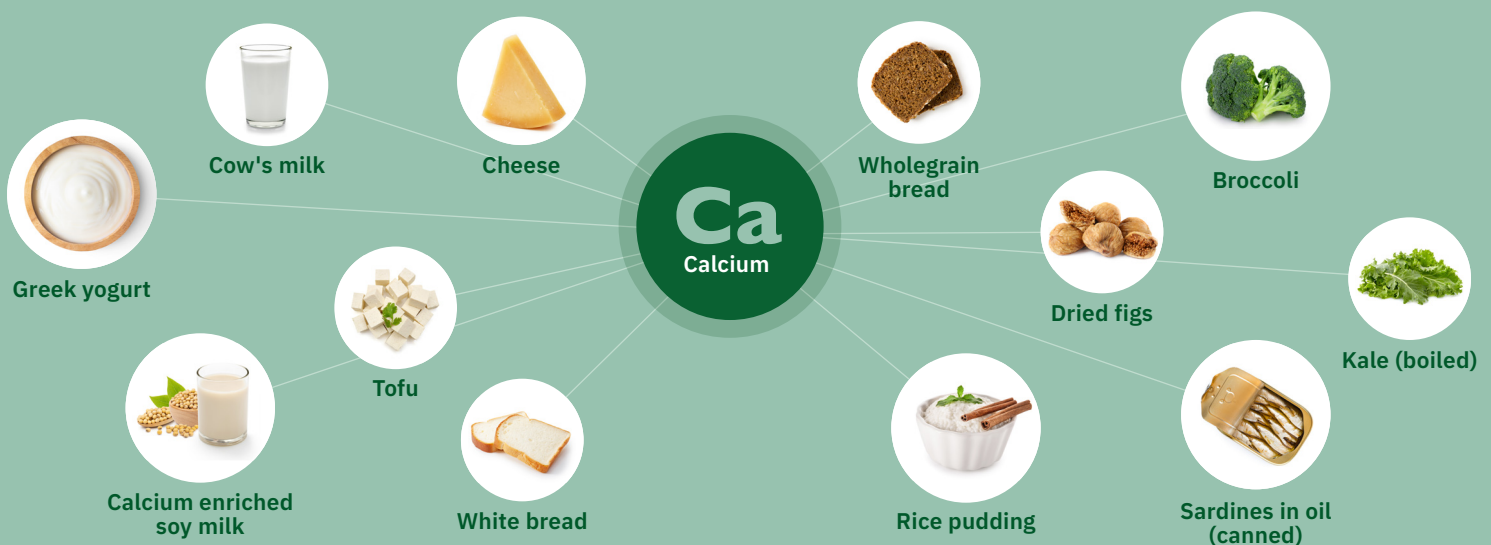 Cow's milk
Cheese
Wholegrain
bread
Broccoli
Greek yogurt
Ca
Calcium
Dried figs
Kale (boiled)
Tofu
Calcium enriched
soy milk
White bread
Rice pudding
Sardines in oil
(canned)